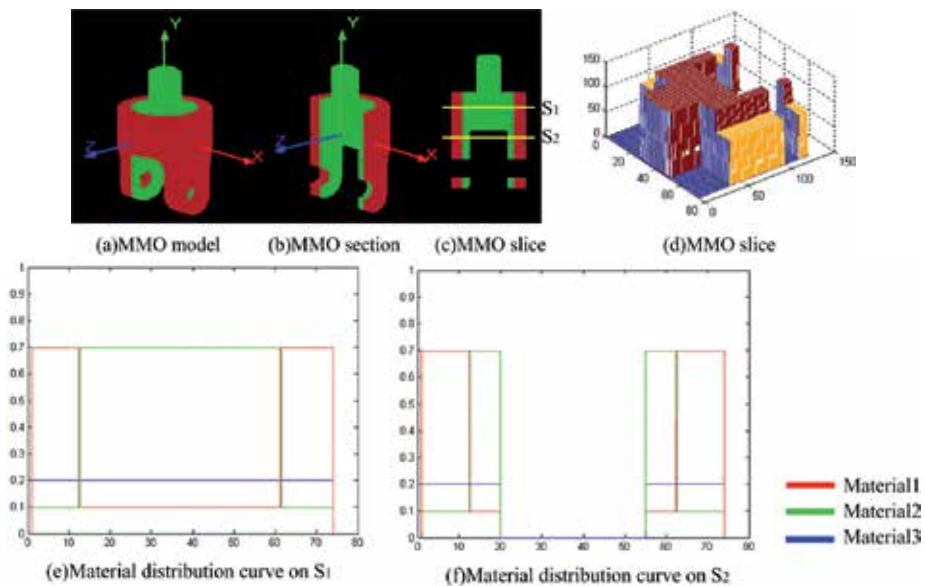 Y
Z
X
Y
Z
X
S1
S2
150
100
50
0
0
20
40
60
80
0
50
100
150
(a)MMO model
(b)MMO section
(c)MMO slice
(d)MMO slice
1
0.9
0.8
0.7
0.6
0.5
0.4
0.3
0.2
0.1
0
0 10 20 30 40 50 60 70 80
(e)Material distribution curve on S1
1
0.9
0.8
0.7
0.6
0.5
0.4
0.3
0.2
0.1
0
0 10 20 30 40 50 60 70 80
(f)Material distribution curve on S2
Material1
Material2
Material3